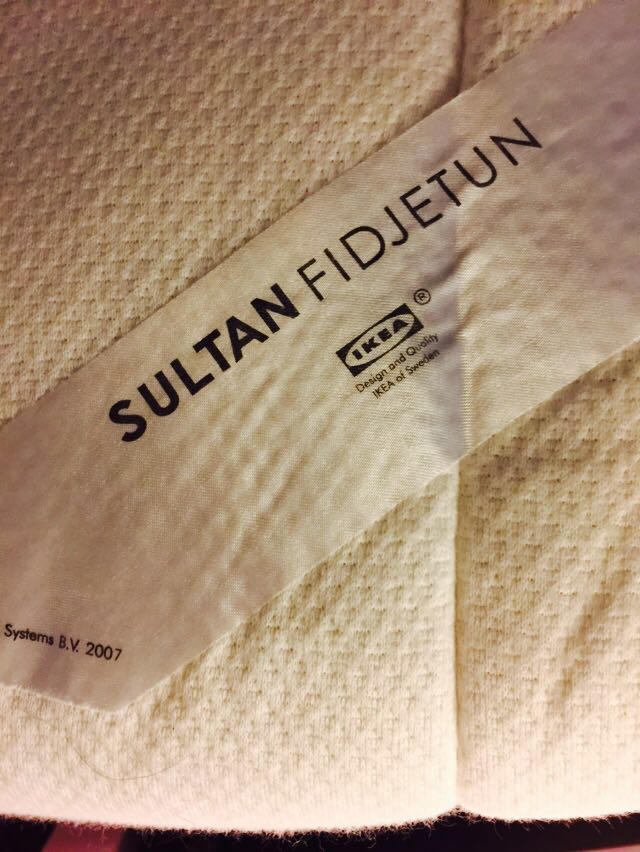 SULTAN FIDJETUN
IKEA®
Design and Quality
IKEA of Sweden
Systems B.V. 2007